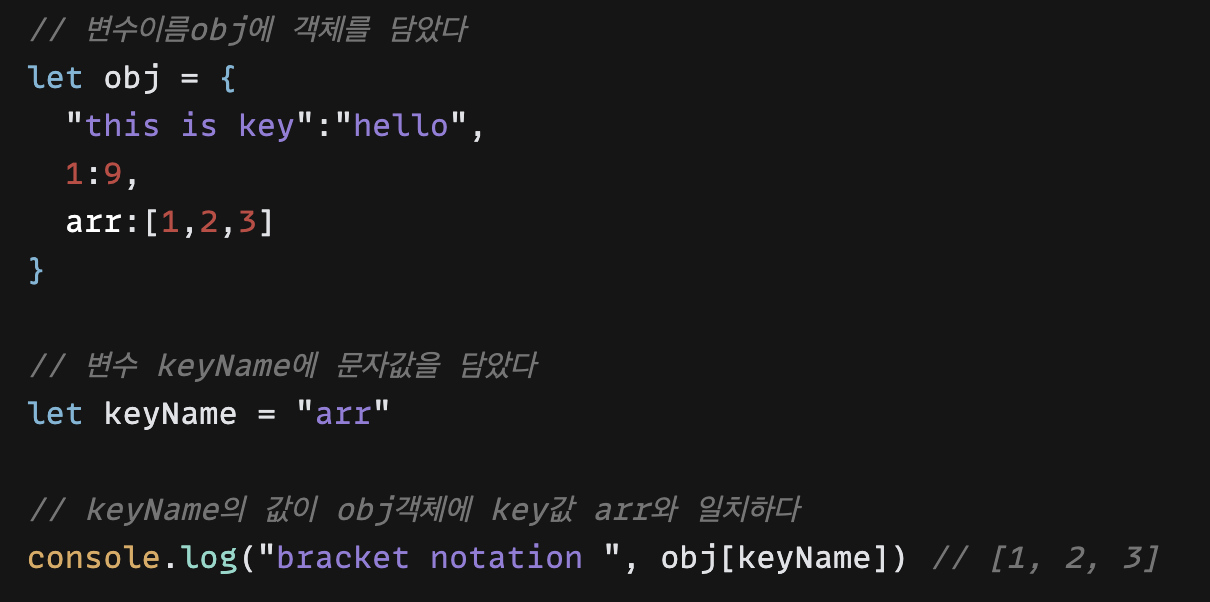 // 변수이름obj에 객체를 담았다
let obj = {
  "this is key":"hello",
  1:9,
  arr:[1,2,3]
}
// 변수 keyName에 문자값을 담았다
let keyName = "arr"
// keyName의 값이 obj객체에 key값 arr와 일치하다
console.log("bracket notation ", obj[keyName]) // [1, 2, 3]